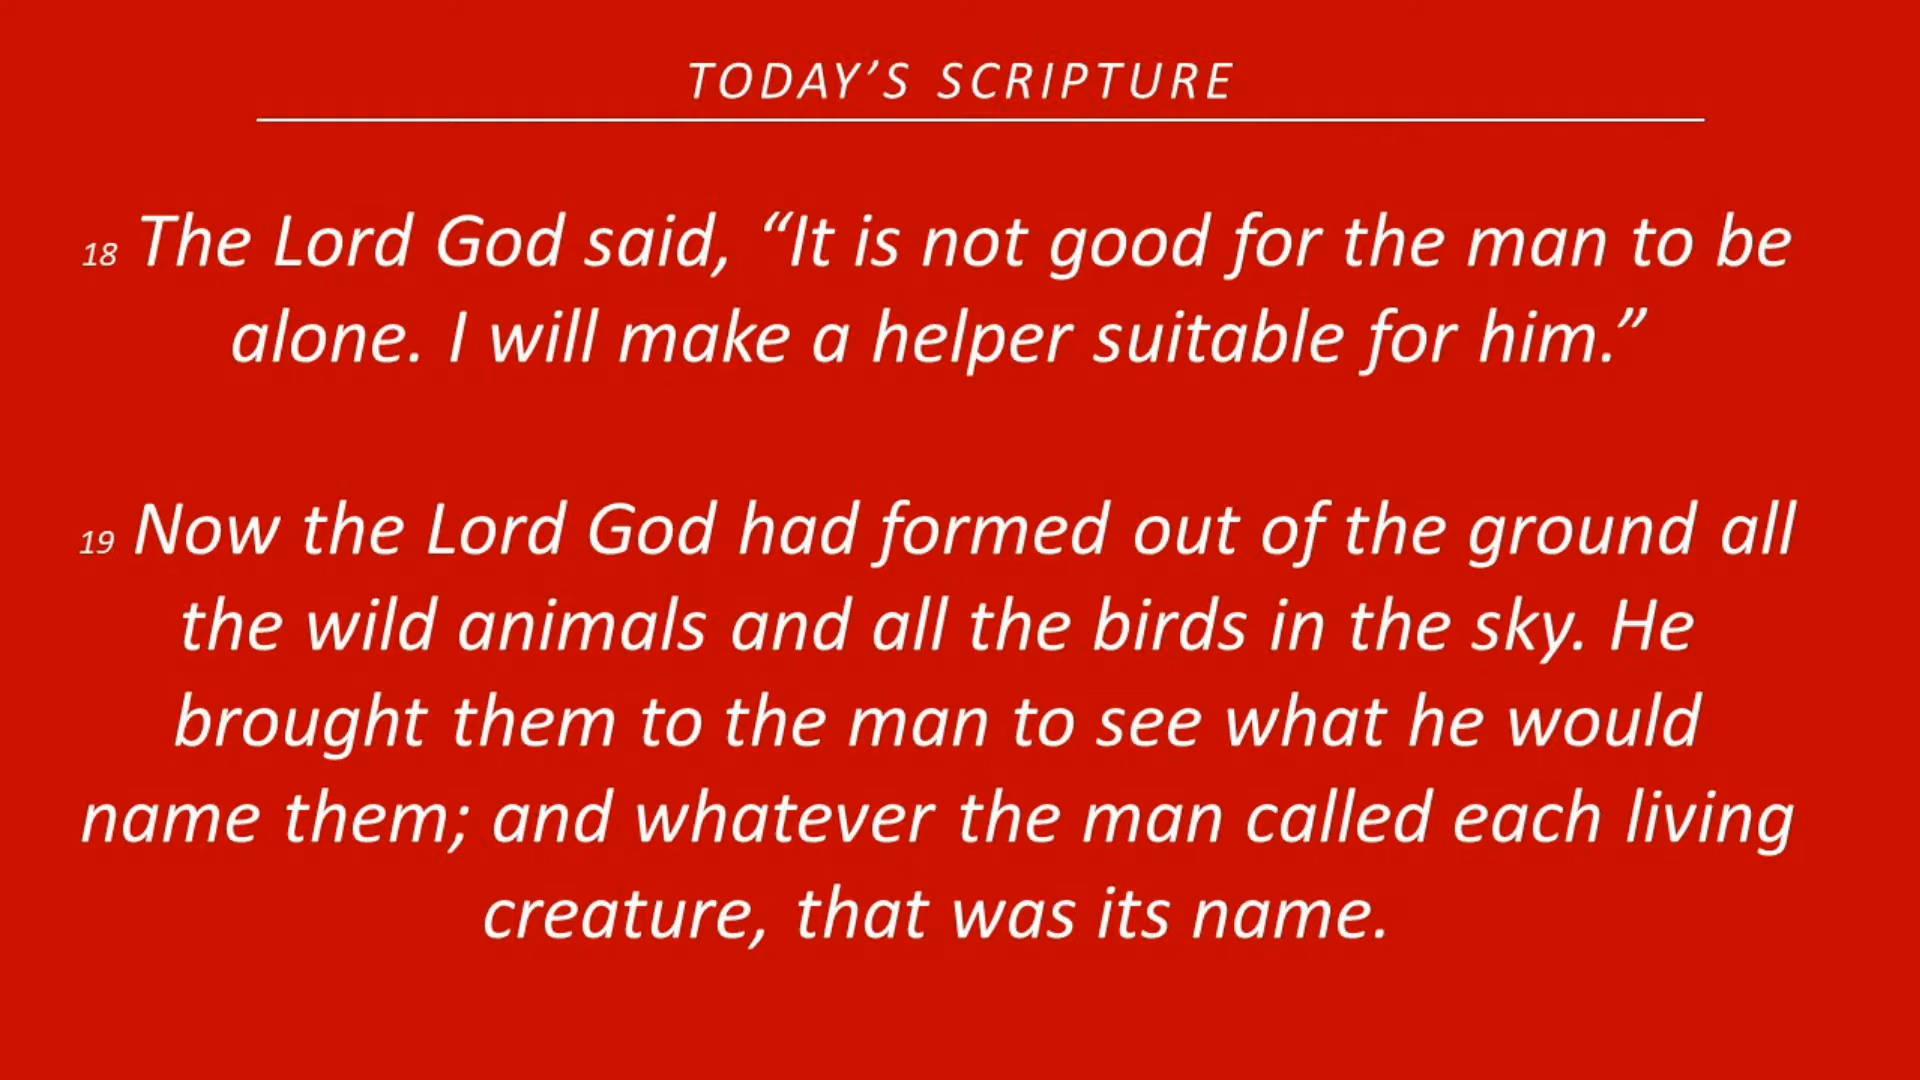 TODAY’S SCRIPTURE
18 The Lord God said, “It is not good for the man to be
alone. I will make a helper suitable for him.”
19 Now the Lord God had formed out of the ground all
the wild animals and all the birds in the sky. He
brought them to the man to see what he would
name them; and whatever the man called each living
creature, that was its name.